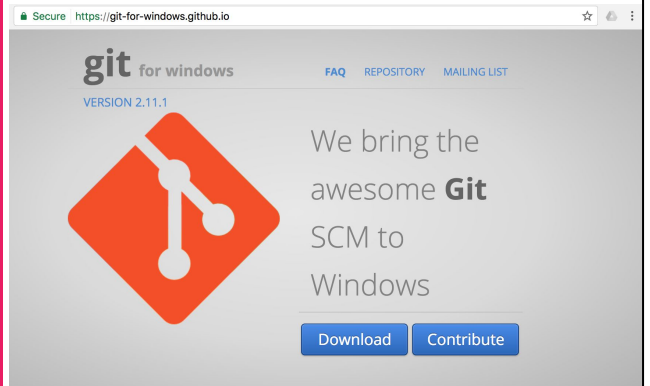 Secure https://git-for-windows.github.io
git for windows
FAQ REPOSITORY MAILING LIST
VERSION 2.11.1
We bring the
awesome Git
SCM to
Windows
Download Contribute